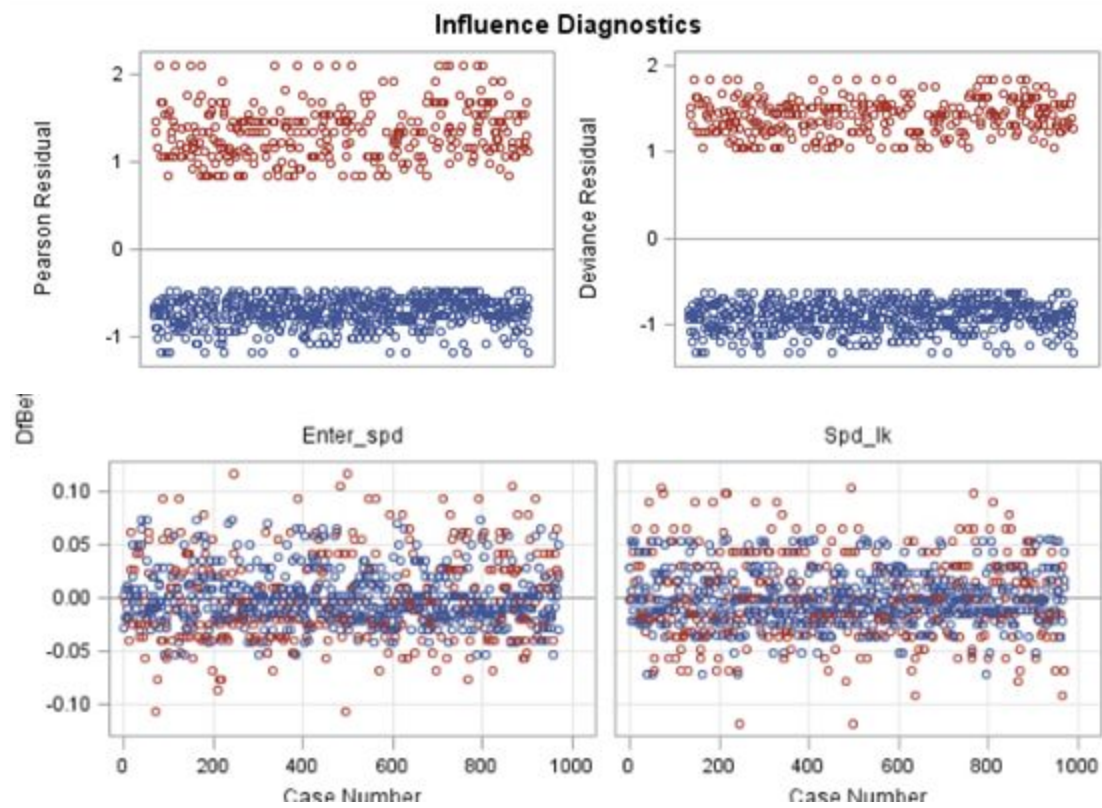 Influence Diagnostics
Pearson Residual
2
1
0
-1
Deviance Residual
2
1
0
-1
DfBet
Enter_spd
Spd_lk
0.10
0.05
0.00
-0.05
-0.10
0 200 400 600 800 1000
0 200 400 600 800 1000
Case Number
Case Number